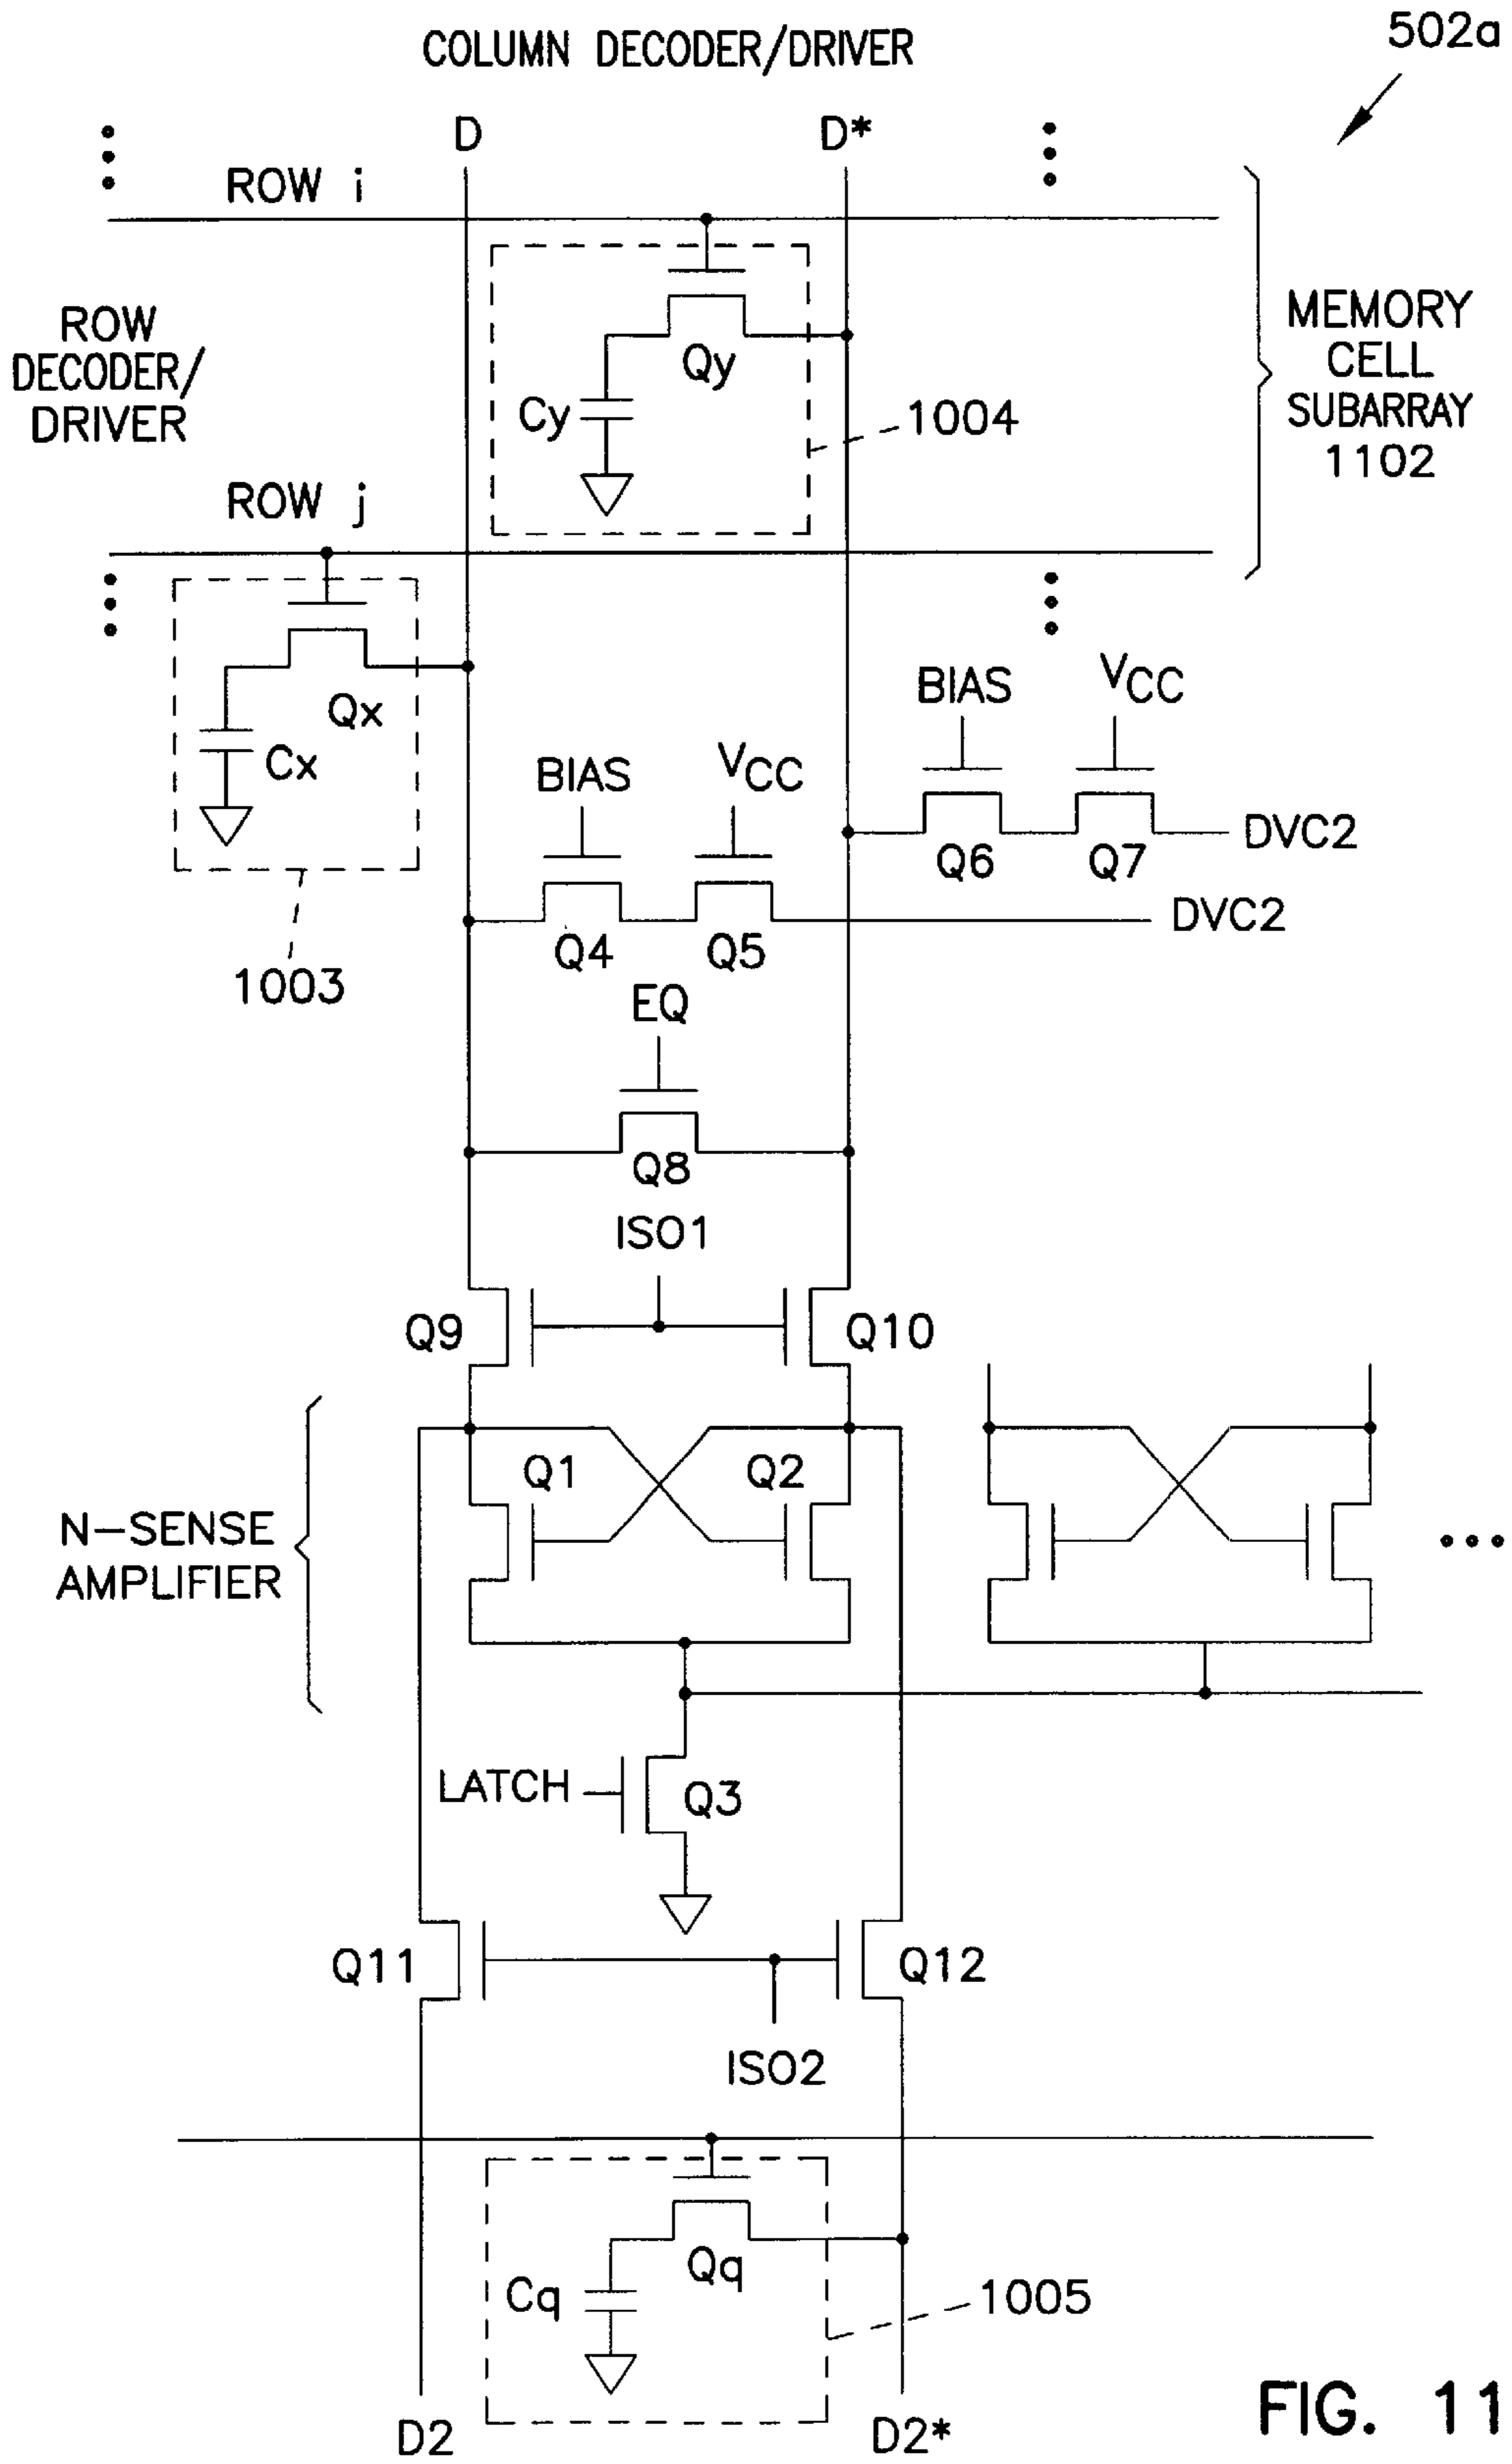 502a
COLUMN DECODER/DRIVER
D
D*
ROW i
ROW
DECODER/
DRIVER
Qy
Cy
1004
MEMORY
CELL
SUBARRAY
1102
ROW j
Qx
Cx
1003
BIAS
VCC
Q6
Q7
DVC2
BIAS
VCC
Q4
Q5
DVC2
EQ
Q8
ISO1
Q9
Q10
N-SENSE
AMPLIFIER
Q1
Q2
LATCH
Q3
Q11
Q12
ISO2
Qq
Cq
1005
D2
D2*
FIG. 11